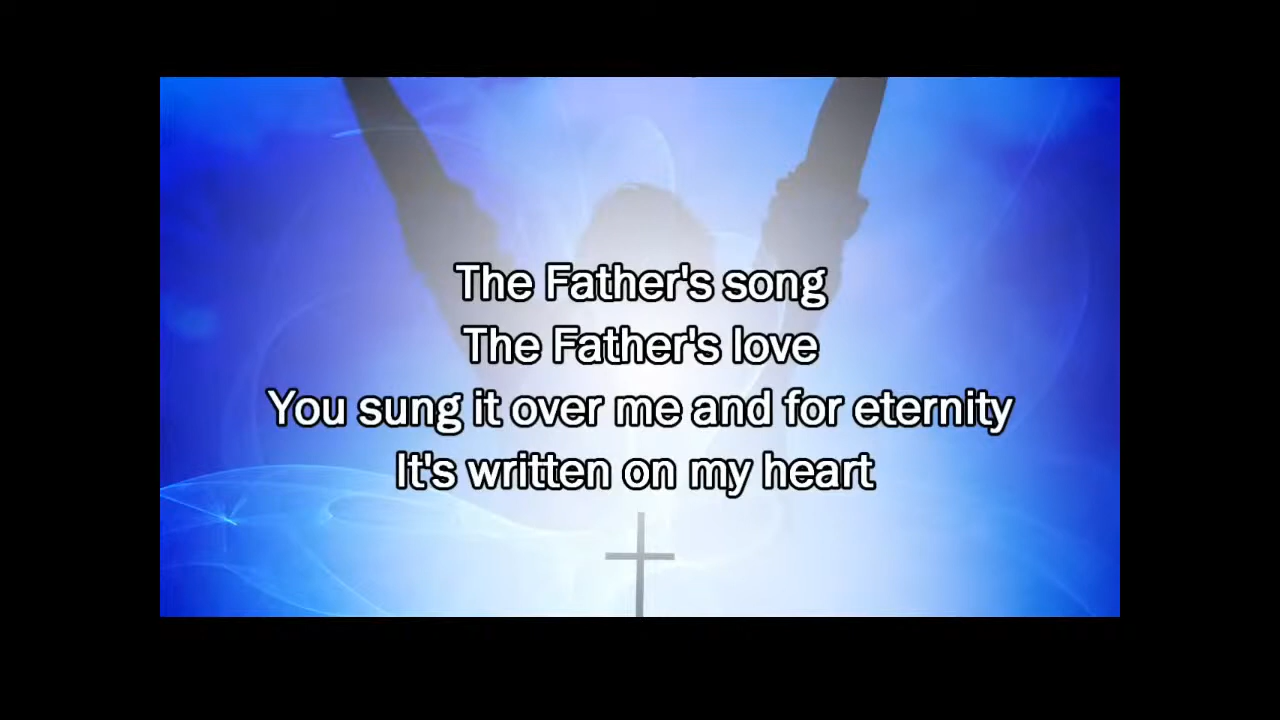 The Father's song
The Father's love
You sung it over me and for eternity
It's written on my heart